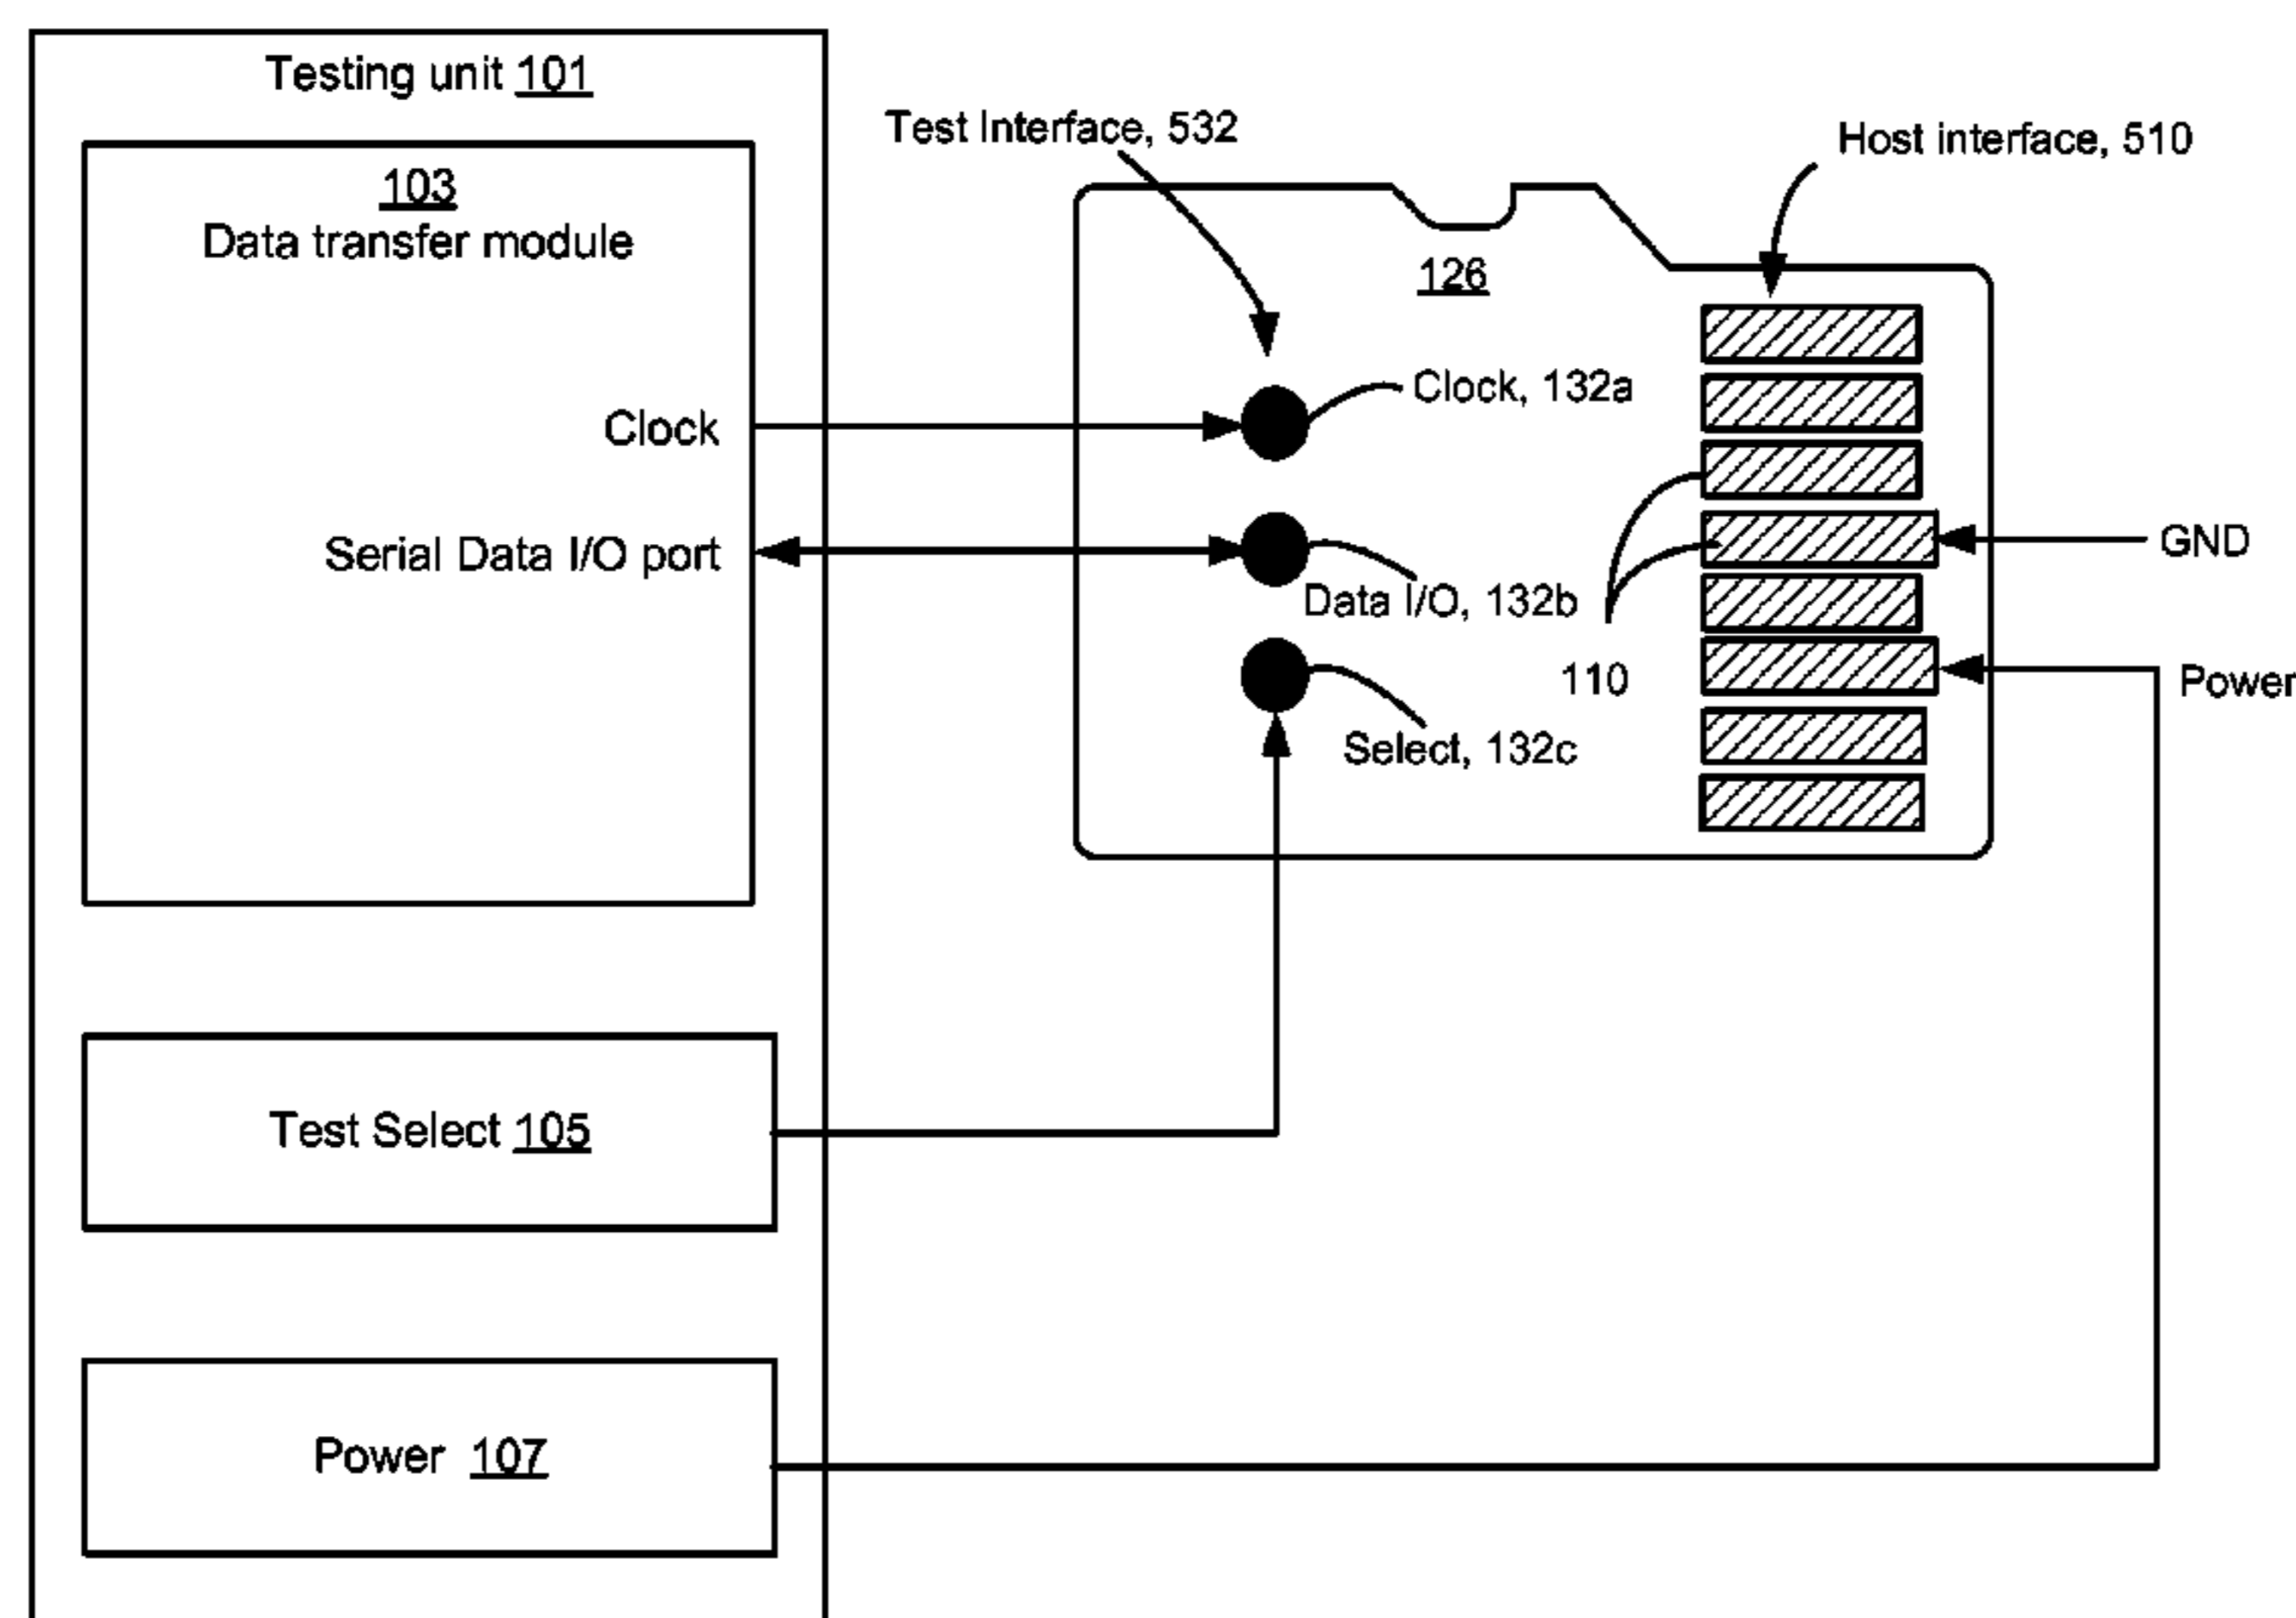 Testing unit 101
103
Data transfer module
Clock
Serial Data I/O port
Test Select 105
Power 107
Test Interface, 532
Host interface, 510
126
Clock, 132a
Data I/O, 132b
Select, 132c
110
GND
Power